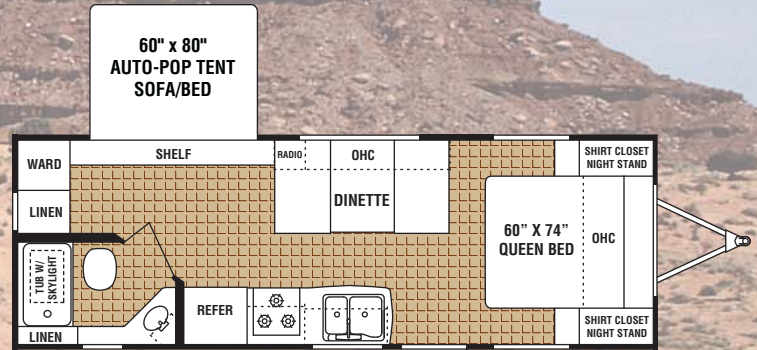 60" x 80"
AUTO-POP TENT
SOFA/BED
WARD
SHELF
RADIO
OHC
SHIRT CLOSET
NIGHT STAND
LINEN
DINETTE
60" X 74"
QUEEN BED
OHC
TUB W/
SKYLIGHT
REFER
LINEN
SHIRT CLOSET
NIGHT STAND